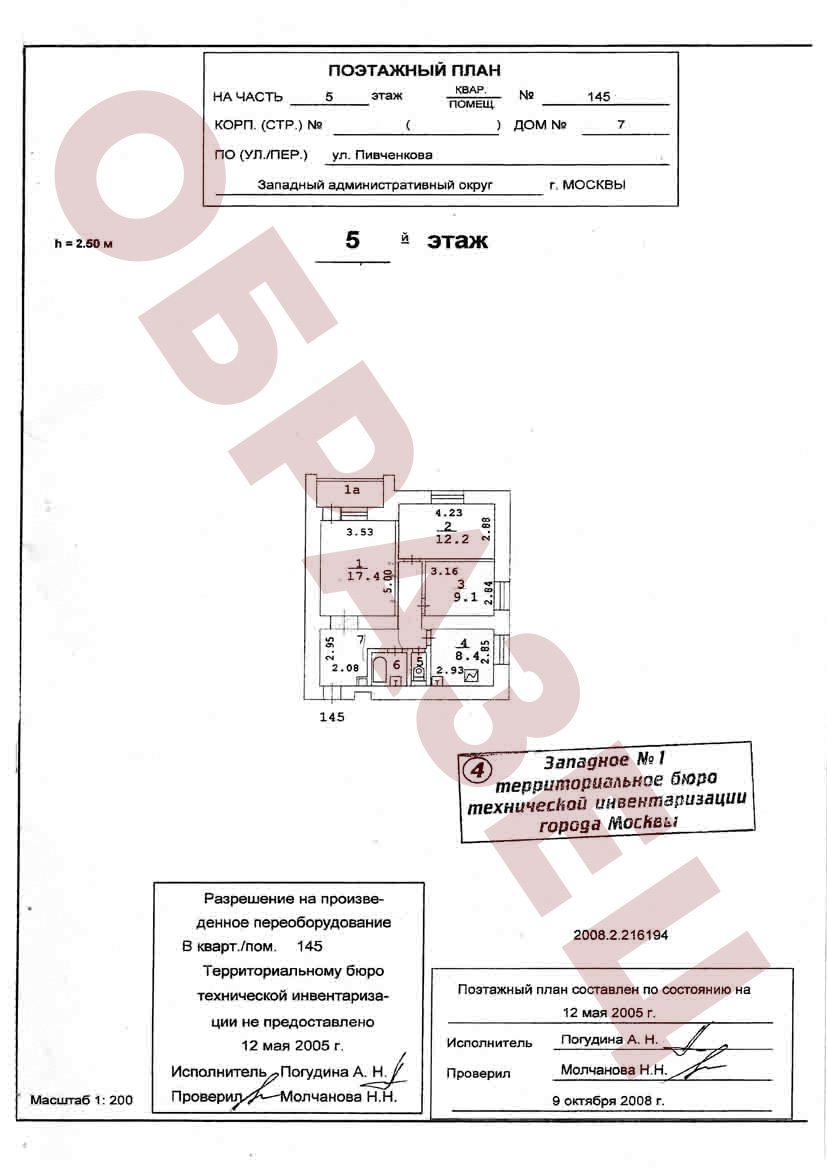 ПОЭТАЖНЫЙ ПЛАН
НА ЧАСТЬ 5 этаж КВАР. ПОМЕЩ. № 145
КОРП. (СТР.) № ( ) ДОМ № 7
ПО (УЛ./ПЕР.) ул. Пивченкова
Западный административный округ г. МОСКВЫ
h = 2.50 м
5 й этаж
ОБРАЗЕЦ
1а
4.23
2
12.2
2.88
3.53
1
17.4
5.00
3.16
3
9.1
2.84
2.95
7
2.08
6
5
4
8.4
2.85
2.93
145
4
Западное №1
территориальное бюро
технической инвентаризации
города Москвы
Разрешение на произве-
денное переоборудование
В кварт./пом. 145
Территориальному бюро
технической инвентариза-
ции не предоставлено
12 мая 2005 г.
Исполнитель Погудина А. Н.
Проверил Молчанова Н.Н.
2008.2.216194
Поэтажный план составлен по состоянию на
12 мая 2005 г.
Исполнитель Погудина А. Н.
Проверил Молчанова Н.Н.
9 октября 2008 г.
Масштаб 1: 200